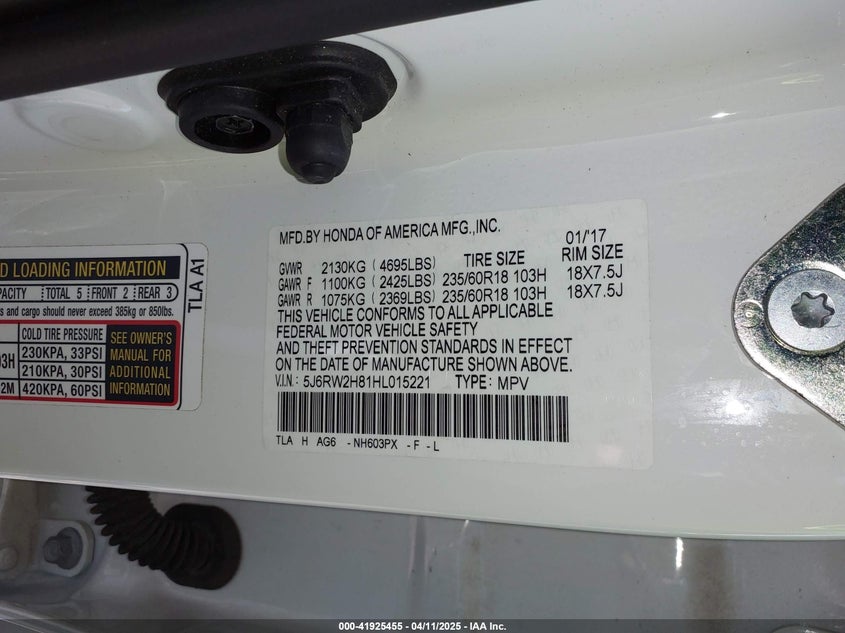 MFD.BY HONDA OF AMERICA MFG.,INC. 01/'17
GVWR 2130KG (4695LBS) TIRE SIZE RIM SIZE
GAWR F 1100KG (2425LBS) 235/60R18 103H 18X7.5J
GAWR R 1075KG (2369LBS) 235/60R18 103H 18X7.5J
THIS VEHICLE CONFORMS TO ALL APPLICABLE
FEDERAL MOTOR VEHICLE SAFETY
AND THEFT PREVENTION STANDARDS IN EFFECT
ON THE DATE OF MANUFACTURE SHOWN ABOVE.
V.I.N.: 5J6RW2H81HL015221 TYPE: MPV
TLA H AG6 -NH603PX -F-L
D LOADING INFORMATION
PACITY TOTAL 5 FRONT 2 REAR 3
s and cargo should never exceed 385kg or 850lbs.
COLD TIRE PRESSURE
03H 230KPA, 33PSI
210KPA, 30PSI
2M 420KPA, 60PSI
SEE OWNER'S
MANUAL FOR
ADDITIONAL
INFORMATION
TLA A1
000-41925455 - 04/11/2025 - IAA Inc.